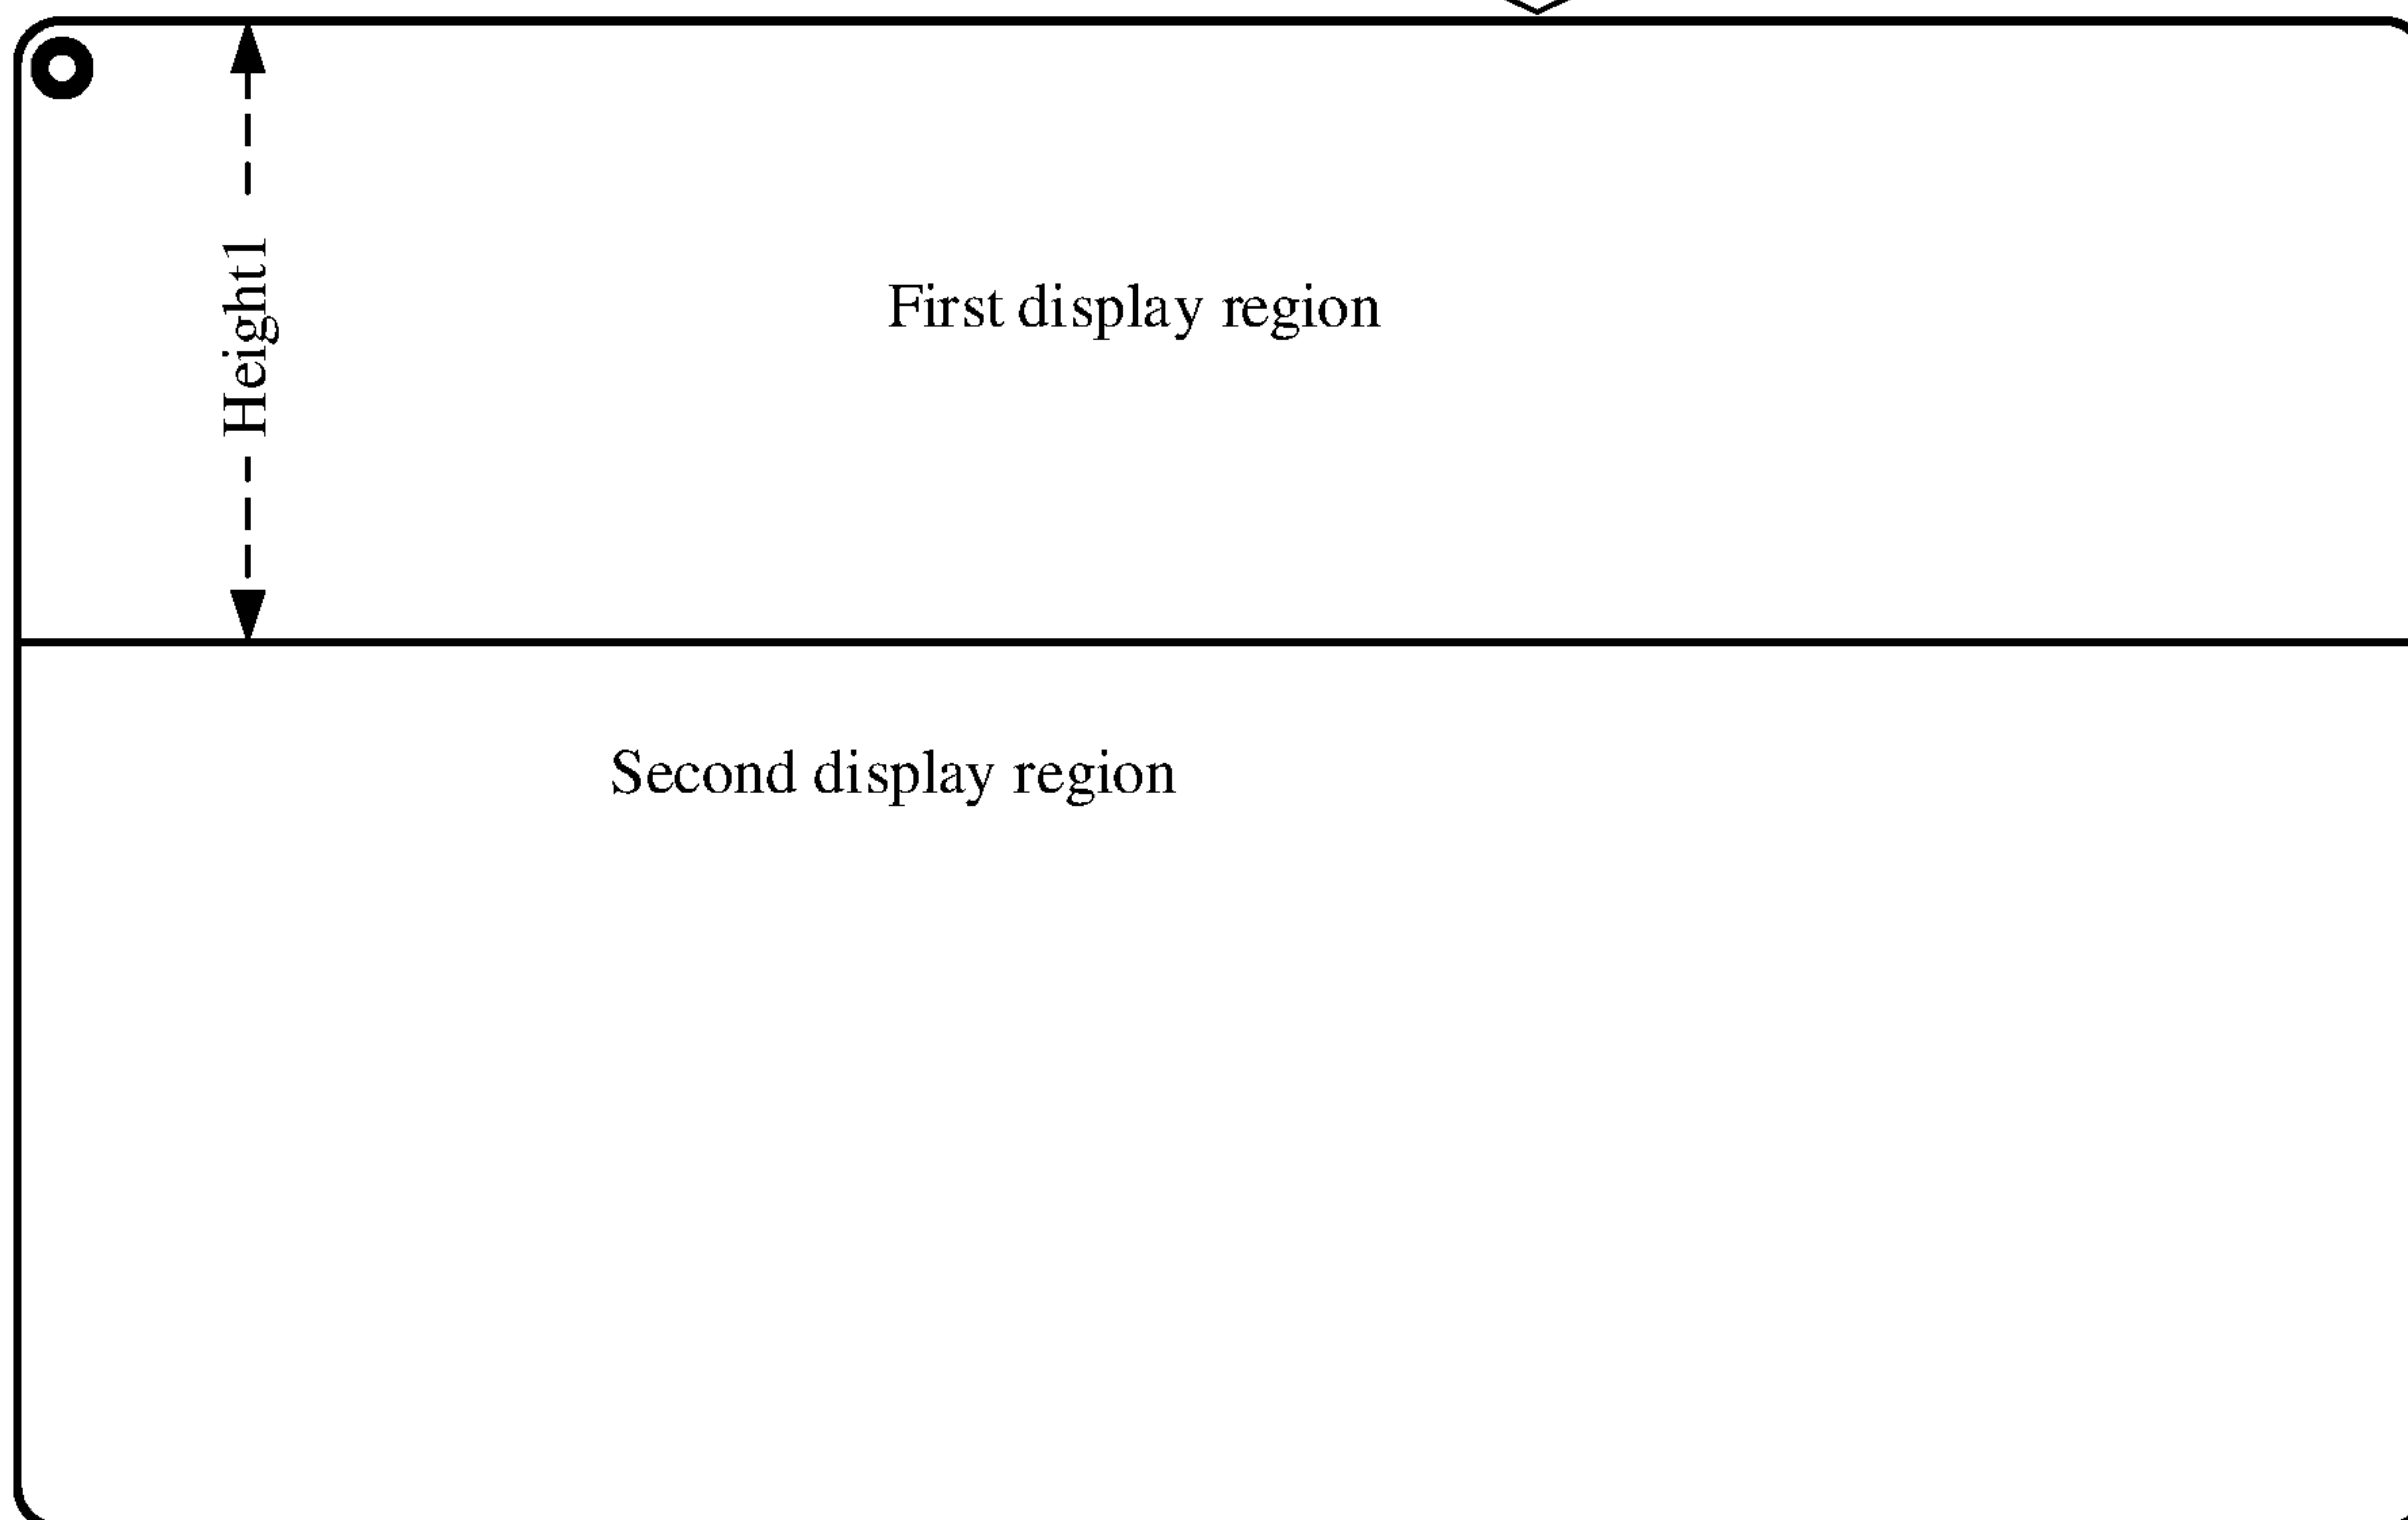 Height1
First display region
Second display region